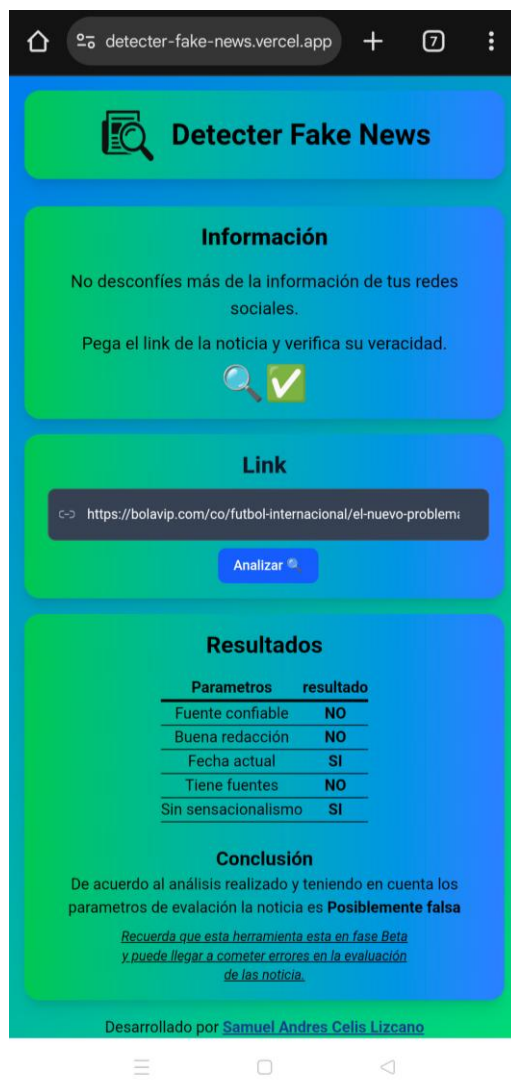 detecter-fake-news.vercel.app
7
Detecter Fake News
Información
No desconfíes más de la información de tus redes
sociales.
Pega el link de la noticia y verifica su veracidad.
Link
https://bolavip.com/co/futbol-internacional/el-nuevo-problema
Analizar
Resultados
Parametros resultado
Fuente confiable NO
Buena redacción NO
Fecha actual SI
Tiene fuentes NO
Sin sensacionalismo SI
Conclusión
De acuerdo al análisis realizado y teniendo en cuenta los
parametros de evalación la noticia es Posiblemente falsa
Recuerda que esta herramienta esta en fase Beta
y puede llegar a cometer errores en la evaluación
de las noticia.
Desarrollado por Samuel Andres Celis Lizcano